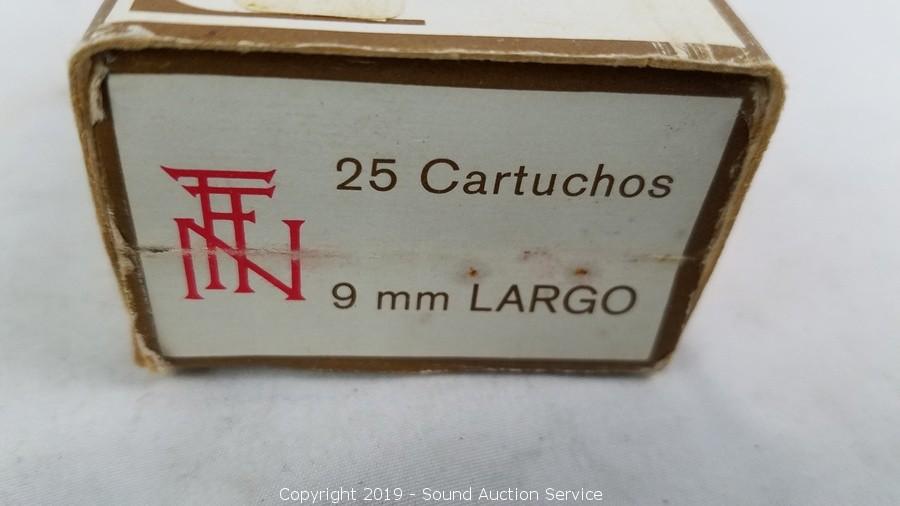 25 Cartuchos
9 mm LARGO
Copyright 2019 - Sound Auction Service